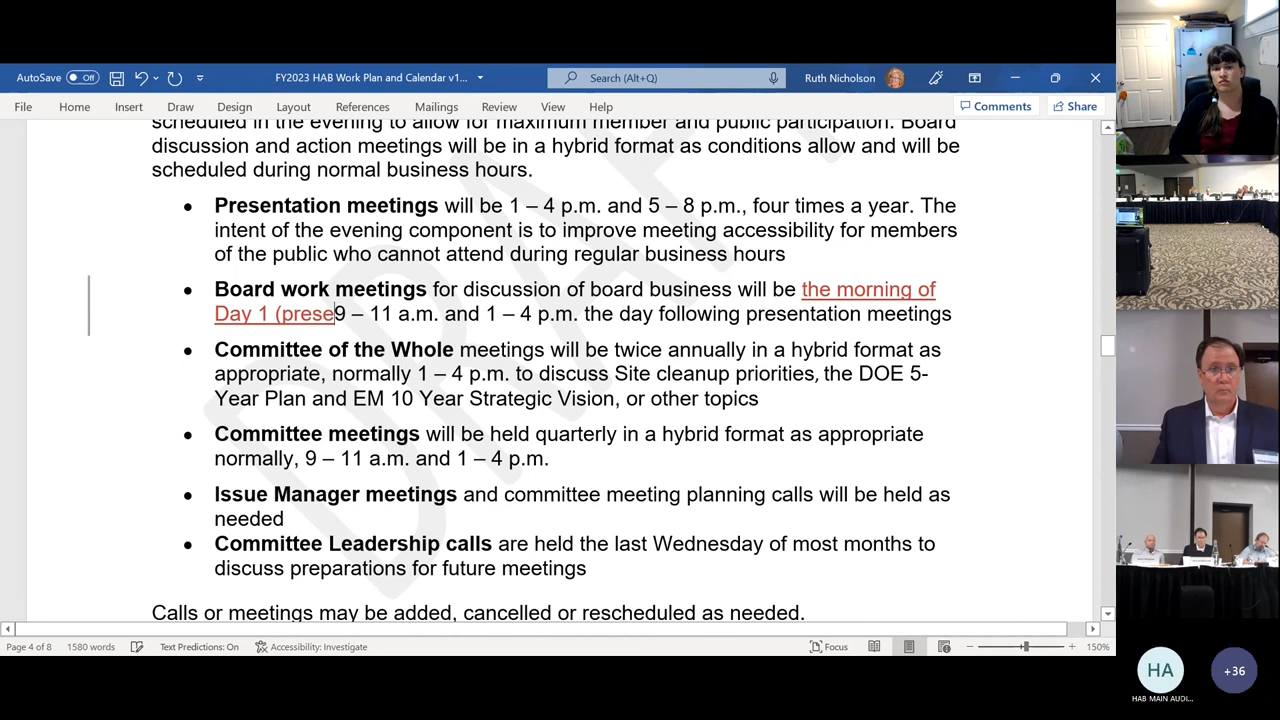 AutoSave Off FY2023 HAB Work Plan and Calendar v1... Search (Alt+Q) Ruth Nicholson
File Home Insert Draw Design Layout References Mailings Review View Help Comments Share
scheduled in the evening to allow for maximum member and public participation. Board
discussion and action meetings will be in a hybrid format as conditions allow and will be
scheduled during normal business hours.
• Presentation meetings will be 1 – 4 p.m. and 5 – 8 p.m., four times a year. The
intent of the evening component is to improve meeting accessibility for members
of the public who cannot attend during regular business hours
• Board work meetings for discussion of board business will be the morning of
Day 1 (prese9 – 11 a.m. and 1 – 4 p.m. the day following presentation meetings
• Committee of the Whole meetings will be twice annually in a hybrid format as
appropriate, normally 1 – 4 p.m. to discuss Site cleanup priorities, the DOE 5-
Year Plan and EM 10 Year Strategic Vision, or other topics
• Committee meetings will be held quarterly in a hybrid format as appropriate
normally, 9 – 11 a.m. and 1 – 4 p.m.
• Issue Manager meetings and committee meeting planning calls will be held as
needed
• Committee Leadership calls are held the last Wednesday of most months to
discuss preparations for future meetings
Calls or meetings may be added, cancelled or rescheduled as needed.
DRAFT
Page 4 of 8 1580 words Text Predictions: On Accessibility: Investigate Focus 150%
HA +36
HAB MAIN AUDI...